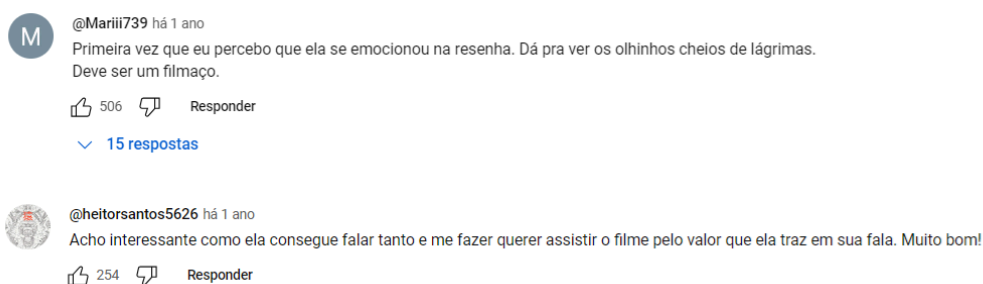 M
@Mariii739 há 1 ano
Primeira vez que eu percebo que ela se emocionou na resenha. Dá pra ver os olhinhos cheios de lágrimas.
Deve ser um filmaço.
506 Responder
15 respostas
@heitorsantos5626 há 1 ano
Acho interessante como ela consegue falar tanto e me fazer querer assistir o filme pelo valor que ela traz em sua fala. Muito bom!
254 Responder